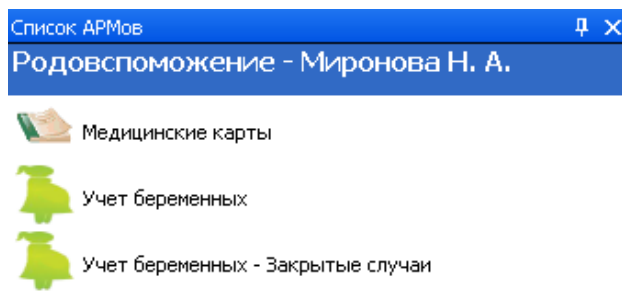 Список АРМов
Родовспоможение - Миронова Н. А.
Медицинские карты
Учет беременных
Учет беременных - Закрытые случаи